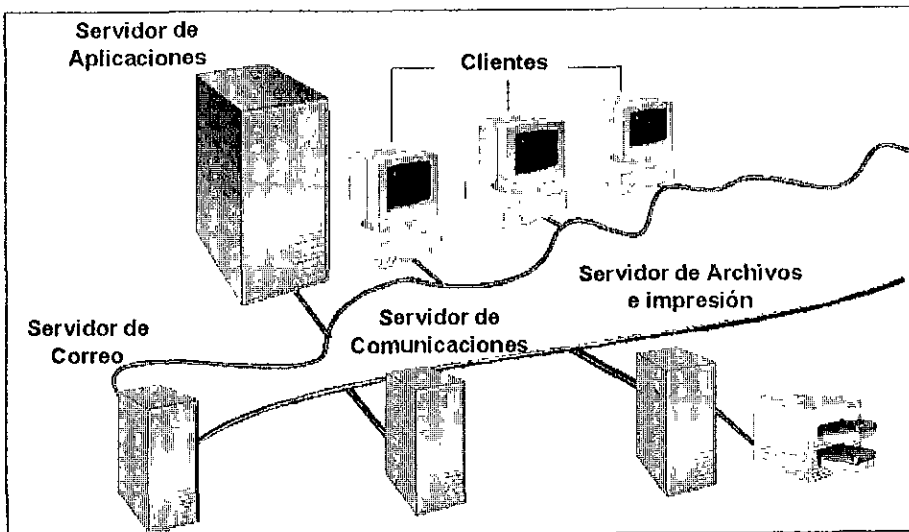 Servidor de
Aplicaciones
Clientes
Servidor de Archivos
e impresión
Servidor de
Comunicaciones
Servidor de
Correo